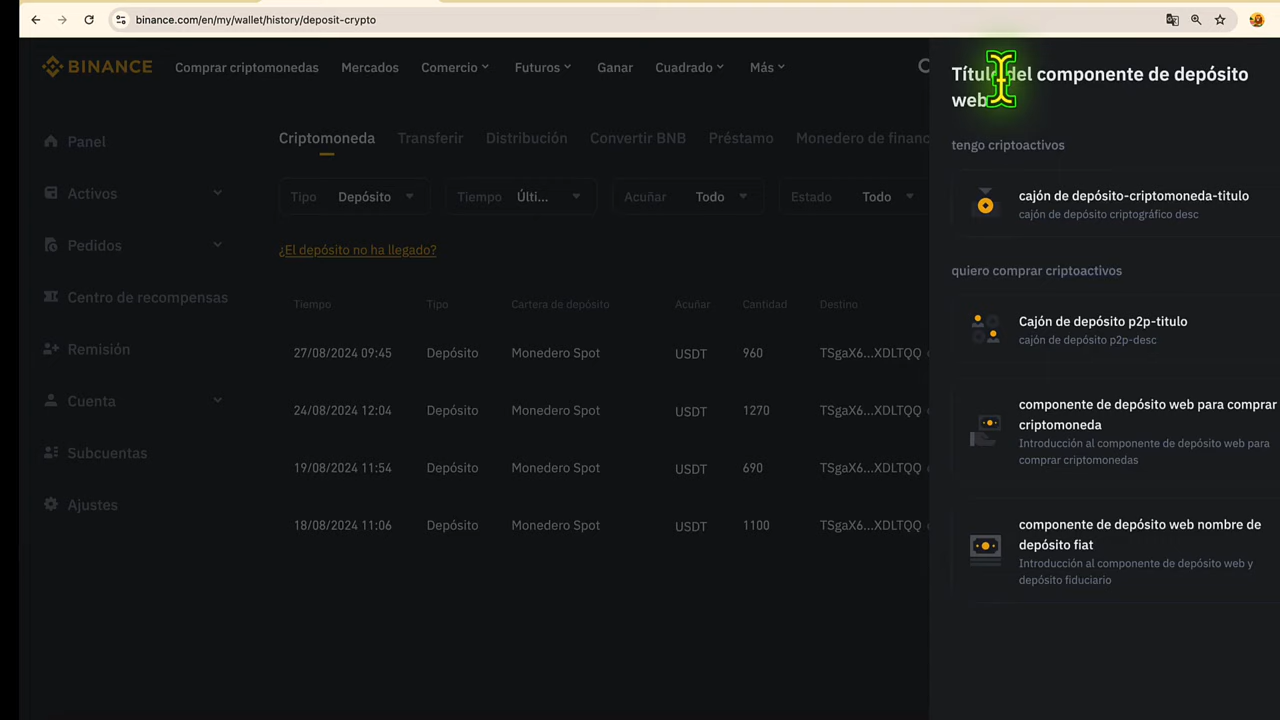 binance.com/en/my/wallet/history/deposit-crypto
BINANCE Comprar criptomonedas Mercados Comercio Futuros Ganar Cuadrado Más
Panel
Activos
Pedidos
Centro de recompensas
Remisión
Cuenta
Subcuentas
Ajustes
Criptomoneda Transferir Distribución Convertir BNB Préstamo Monedero de financ
Tipo Depósito Tiempo Últi... Acuñar Todo Estado Todo
¿El depósito no ha llegado?
Tiempo Tipo Cartera de depósito Acuñar Cantidad Destino
27/08/2024 09:45 Depósito Monedero Spot USDT 960 TSgaX6...XDLTQQ
24/08/2024 12:04 Depósito Monedero Spot USDT 1270 TSgaX6...XDLTQQ
19/08/2024 11:54 Depósito Monedero Spot USDT 690 TSgaX6...XDLTQQ
18/08/2024 11:06 Depósito Monedero Spot USDT 1100 TSgaX6...XDLTQQ
Título del componente de depósito
web
tengo criptoactivos
cajón de depósito-criptomoneda-titulo
cajón de depósito criptográfico desc
quiero comprar criptoactivos
Cajón de depósito p2p-titulo
cajón de depósito p2p-desc
componente de depósito web para comprar
criptomoneda
Introducción al componente de depósito web para
comprar criptomonedas
componente de depósito web nombre de
depósito fiat
Introducción al componente de depósito web y
depósito fiduciario